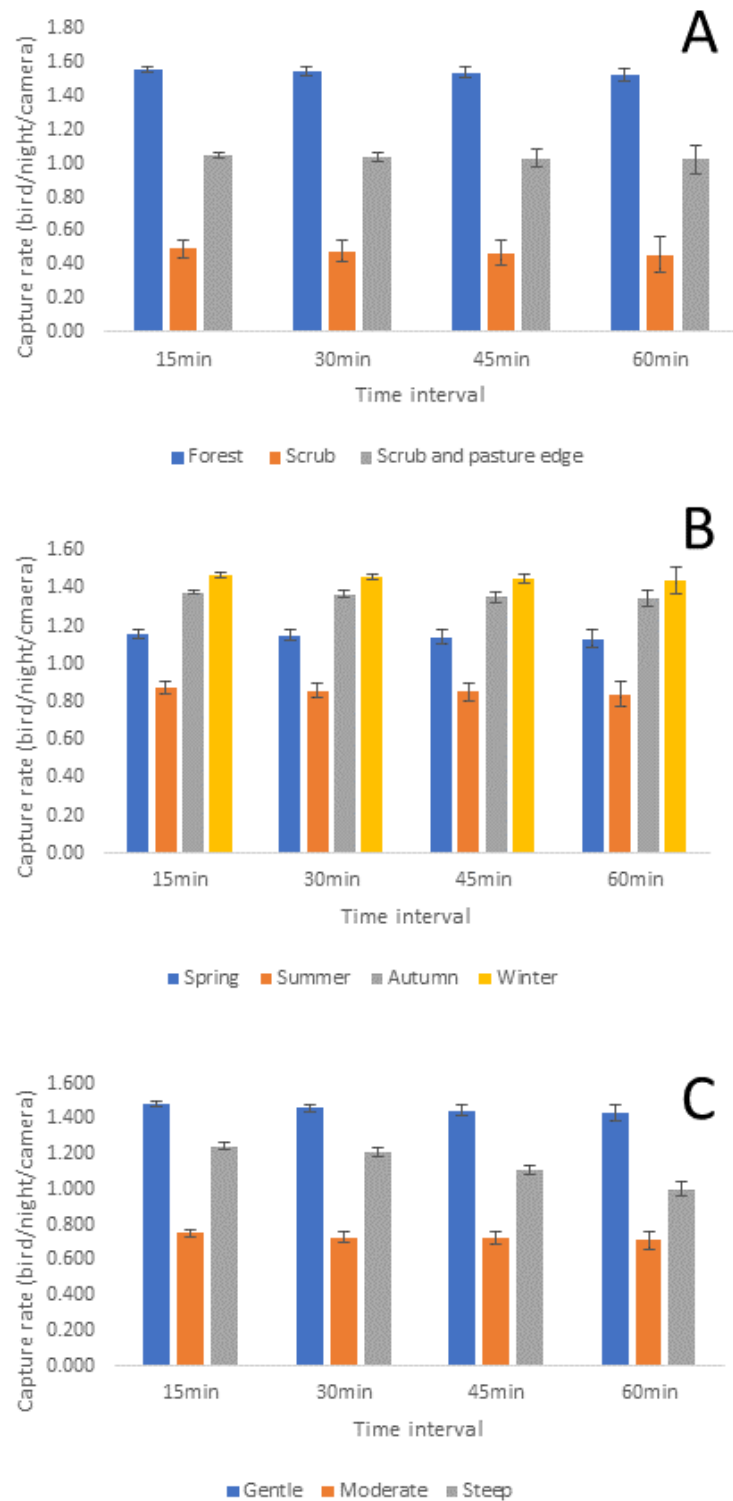 A
Capture rate (bird/night/camera)
1.80
1.60
1.40
1.20
1.00
0.80
0.60
0.40
0.20
0.00
15min 30min 45min 60min
Time interval
Forest Scrub Scrub and pasture edge
B
Capture rate (bird/night/cmaera)
1.60
1.40
1.20
1.00
0.80
0.60
0.40
0.20
0.00
15min 30min 45min 60min
Time interval
Spring Summer Autumn Winter
C
Capture rate (bird/night/camera)
1.600
1.400
1.200
1.000
0.800
0.600
0.400
0.200
0.000
15min 30min 45min 60min
Time interval
Gentle Moderate Steep